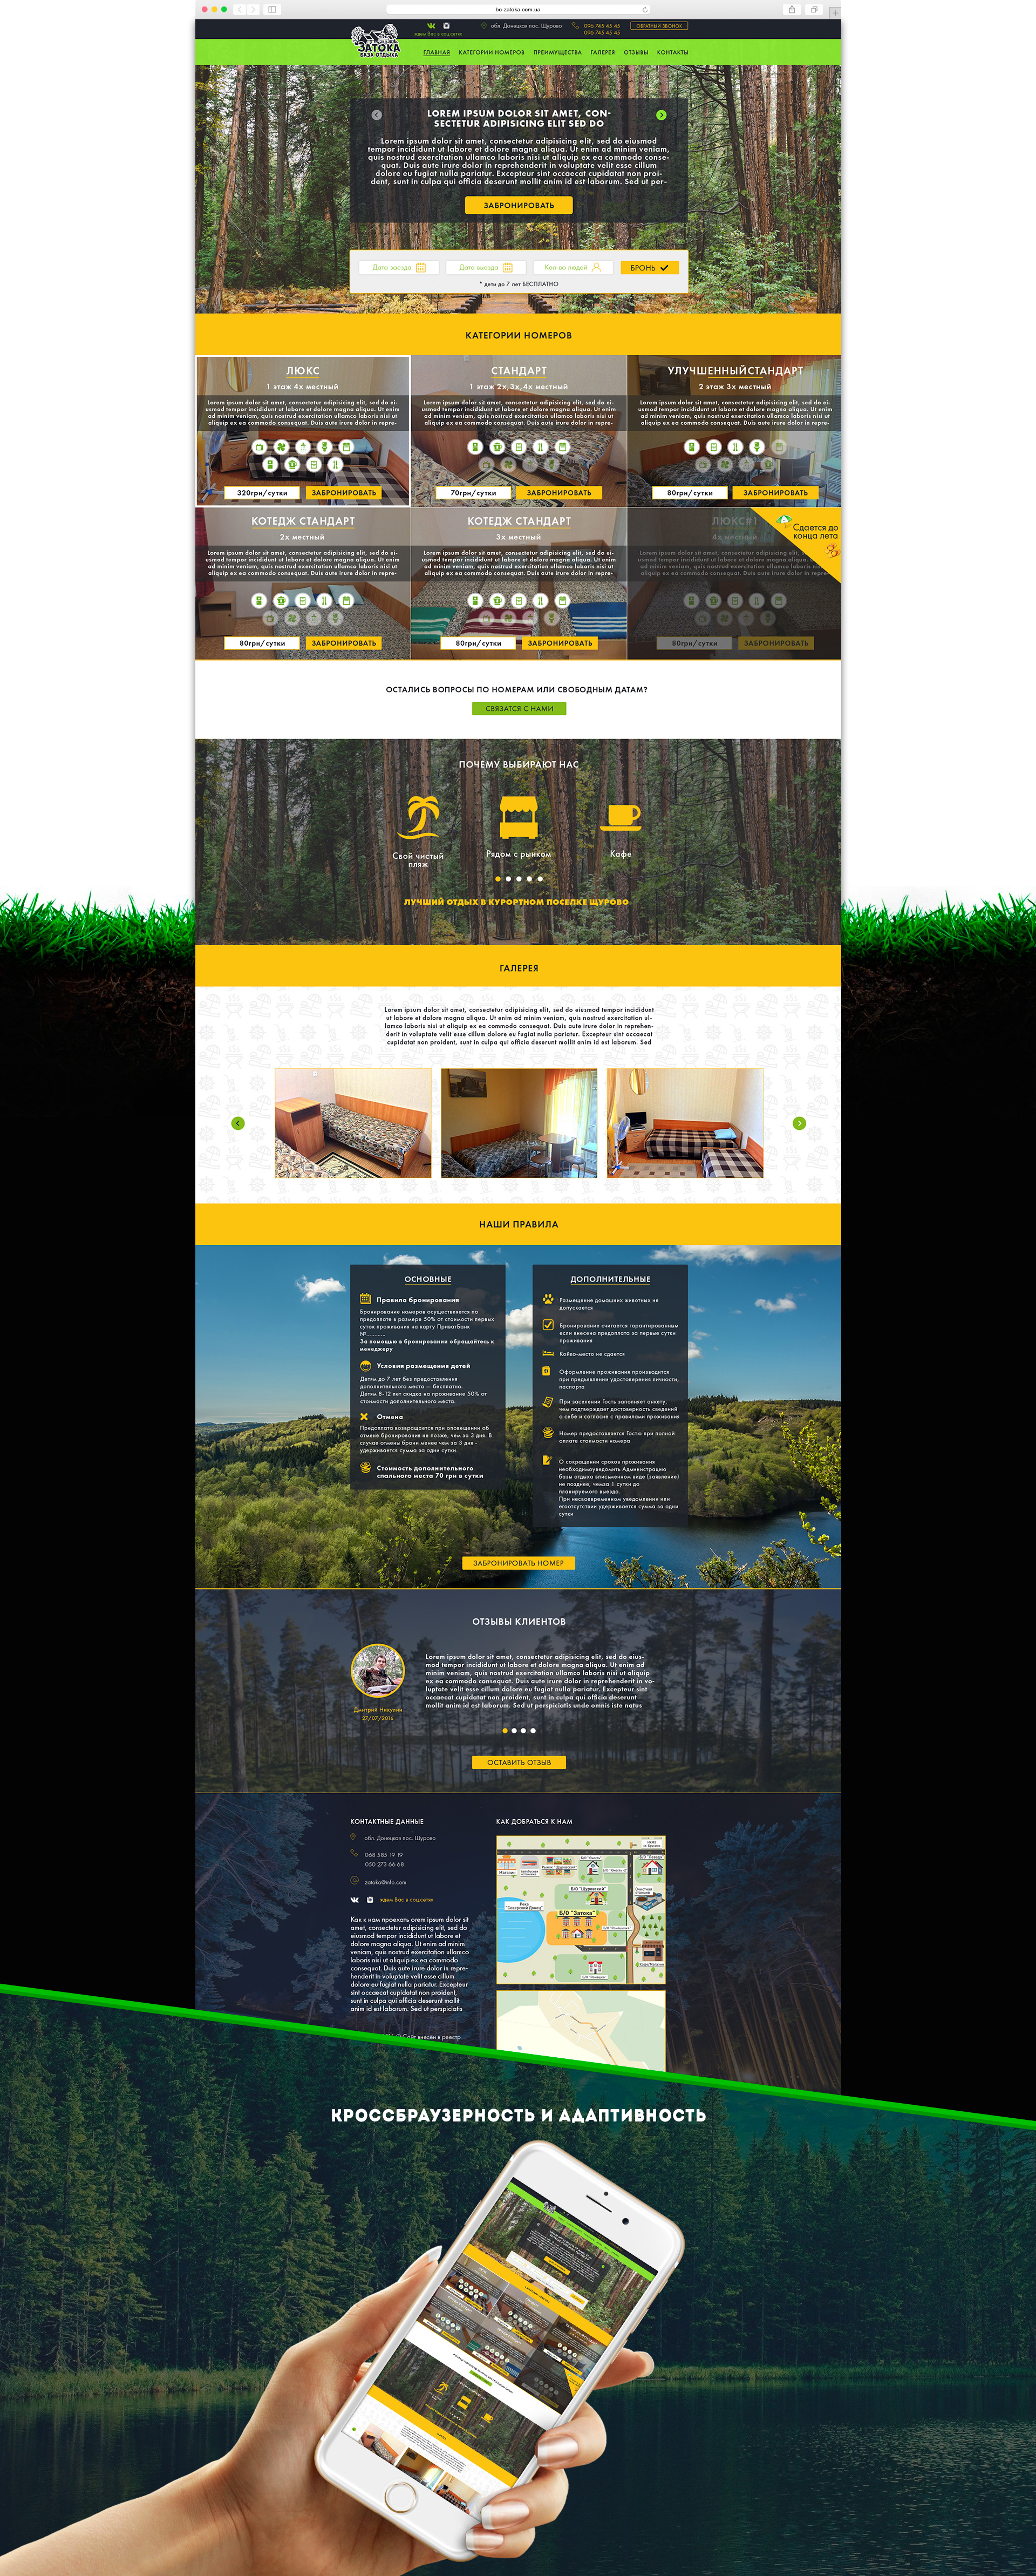 bo-zatoka.com.ua
ждем Вас в соц.сетях
обл. Донецкая пос. Щурово
096 745 45 45
096 745 45 45
ОБРАТНЫЙ ЗВОНОК
ЗАТОКА
БАЗА ОТДЫХА
ГЛАВНАЯ КАТЕГОРИИ НОМЕРОВ ПРЕИМУЩЕСТВА ГАЛЕРЕЯ ОТЗЫВЫ КОНТАКТЫ
LOREM IPSUM DOLOR SIT AMET, CON-
SECTETUR ADIPISICING ELIT SED DO
Lorem ipsum dolor sit amet, consectetur adipisicing elit, sed do eiusmod
tempor incididunt ut labore et dolore magna aliqua. Ut enim ad minim veniam,
quis nostrud exercitation ullamco laboris nisi ut aliquip ex ea commodo conse-
quat. Duis aute irure dolor in reprehenderit in voluptate velit esse cillum
dolore eu fugiat nulla pariatur. Excepteur sint occaecat cupidatat non proi-
dent, sunt in culpa qui officia deserunt mollit anim id est laborum. Sed ut per-
ЗАБРОНИРОВАТЬ
Дата заезда
Дата выезда
Кол-во людей
БРОНЬ
* дети до 7 лет БЕСПЛАТНО
КАТЕГОРИИ НОМЕРОВ
ЛЮКС
1 этаж 4х местный
Lorem ipsum dolor sit amet, consectetur adipisicing elit, sed do ei-
usmod tempor incididunt ut labore et dolore magna aliqua. Ut enim
ad minim veniam, quis nostrud exercitation ullamco laboris nisi ut
aliquip ex ea commodo consequat. Duis aute irure dolor in repre-
320грн/сутки
ЗАБРОНИРОВАТЬ
СТАНДАРТ
1 этаж 2х,3х,4х местный
Lorem ipsum dolor sit amet, consectetur adipisicing elit, sed do ei-
usmod tempor incididunt ut labore et dolore magna aliqua. Ut enim
ad minim veniam, quis nostrud exercitation ullamco laboris nisi ut
aliquip ex ea commodo consequat. Duis aute irure dolor in repre-
70грн/сутки
ЗАБРОНИРОВАТЬ
УЛУЧШЕННЫЙСТАНДАРТ
2 этаж 3х местный
Lorem ipsum dolor sit amet, consectetur adipisicing elit, sed do ei-
usmod tempor incididunt ut labore et dolore magna aliqua. Ut enim
ad minim veniam, quis nostrud exercitation ullamco laboris nisi ut
aliquip ex ea commodo consequat. Duis aute irure dolor in repre-
80грн/сутки
ЗАБРОНИРОВАТЬ
КОТЕДЖ СТАНДАРТ
2х местный
Lorem ipsum dolor sit amet, consectetur adipisicing elit, sed do ei-
usmod tempor incididunt ut labore et dolore magna aliqua. Ut enim
ad minim veniam, quis nostrud exercitation ullamco laboris nisi ut
aliquip ex ea commodo consequat. Duis aute irure dolor in repre-
80грн/сутки
ЗАБРОНИРОВАТЬ
КОТЕДЖ СТАНДАРТ
3х местный
Lorem ipsum dolor sit amet, consectetur adipisicing elit, sed do ei-
usmod tempor incididunt ut labore et dolore magna aliqua. Ut enim
ad minim veniam, quis nostrud exercitation ullamco laboris nisi ut
aliquip ex ea commodo consequat. Duis aute irure dolor in repre-
80грн/сутки
ЗАБРОНИРОВАТЬ
ЛЮКС#1
4х местный
Сдается до
конца лета
Lorem ipsum dolor sit amet, consectetur adipisicing elit,
usmod tempor incididunt ut labore et dolore magna aliqua.
ad minim veniam, quis nostrud exercitation ullamco laboris
aliquip ex ea commodo consequat. Duis aute irure dolor in repre-
80грн/сутки
ЗАБРОНИРОВАТЬ
ОСТАЛИСЬ ВОПРОСЫ ПО НОМЕРАМ ИЛИ СВОБОДНЫМ ДАТАМ?
СВЯЗАТСЯ С НАМИ
ПОЧЕМУ ВЫБИРАЮТ НАС
Свой чистый
пляж
Рядом с рынком
Кафе
ЛУЧШИЙ ОТДЫХ В КУРОРТНОМ ПОСЕЛКЕ ЩУРОВО
ГАЛЕРЕЯ
Lorem ipsum dolor sit amet, consectetur adipisicing elit, sed do eiusmod tempor incididunt
ut labore et dolore magna aliqua. Ut enim ad minim veniam, quis nostrud exercitation ul-
lamco laboris nisi ut aliquip ex ea commodo consequat. Duis aute irure dolor in reprehen-
derit in voluptate velit esse cillum dolore eu fugiat nulla pariatur. Excepteur sint occaecat
cupidatat non proident, sunt in culpa qui officia deserunt mollit anim id est laborum. Sed
НАШИ ПРАВИЛА
ОСНОВНЫЕ
Правила бронирования
Бронирование номеров осуществляется по
предоплате в размере 50% от стоимости первых
суток проживания на карту ПриватБанк
№...........
За помощью в бронировании обращайтесь к
менеджеру
Условия размещения детей
Детям до 7 лет без предоставления
дополнительного места — бесплатно.
Детям 8-12 лет скидка на проживание 50% от
стоимости дополнительного места.
Отмена
Предоплата возвращается при оповещении об
отмене бронирования не позже, чем за 3 дня. В
случае отмены брони менее чем за 3 дня -
удерживается сумма за одни сутки.
Стоимость дополнительного
спального места 70 грн в сутки
ДОПОЛНИТЕЛЬНЫЕ
Размещение домашних животных не
допускается
Бронирования считается гарантированным
если внесена предоплата за первые сутки
проживания
Койко-место не сдается
Оформление проживания производится
при предъявлении удостоверения личности,
паспорта
При заселении Гость заполняет анкету,
чем подтверждает достоверность сведений
о себе и согласие с правилами проживания
Номер предоставляется Гостю при полной
оплате стоимости номера
О сокращении сроков проживания
необходимоуведомить Администрацию
базы отдыха вписьменном виде (заявление)
не позднее, чемза 1 сутки до
планируемого выезда.
При несвоевременном уведомлении или
егоотсутствии удерживается сумма за одни
сутки
ЗАБРОНИРОВАТЬ НОМЕР
ОТЗЫВЫ КЛИЕНТОВ
Lorem ipsum dolor sit amet, consectetur adipisicing elit, sed do eius-
mod tempor incididunt ut labore et dolore magna aliqua. Ut enim ad
minim veniam, quis nostrud exercitation ullamco laboris nisi ut aliquip
ex ea commodo consequat. Duis aute irure dolor in reprehenderit in vo-
luptate velit esse cillum dolore eu fugiat nulla pariatur. Excepteur sint
occaecat cupidatat non proident, sunt in culpa qui officia deserunt
mollit anim id est laborum. Sed ut perspiciatis unde omnis iste natus
Дмитрий Никулин
27/07/2016
ОСТАВИТЬ ОТЗЫВ
КОНТАКТНЫЕ ДАННЫЕ
обл. Донецкая пос. Щурово
068 585 19 19
050 273 66 68
zatoka@info.com
ждем Вас в соц.сетях
Как к нам проехать orem ipsum dolor sit
amet, consectetur adipisicing elit, sed do
eiusmod tempor incididunt ut labore et
dolore magna aliqua. Ut enim ad minim
veniam, quis nostrud exercitation ullamco
laboris nisi ut aliquip ex ea commodo
consequat. Duis aute irure dolor in repre-
henderit in voluptate velit esse cillum
dolore eu fugiat nulla pariatur. Excepteur
sint occaecat cupidatat non proident,
sunt in culpa qui officia deserunt mollit
anim id est laborum. Sed ut perspiciatis
© Сайт внесён в реестр
КАК ДОБРАТЬСЯ К НАМ
Магазин
Б/О "Юность"
Б/О "Щуровский"
Река
"Северский Донец"
Б/О "Затока"
КРОССБРАУЗЕРНОСТЬ И АДАПТИВНОСТЬ